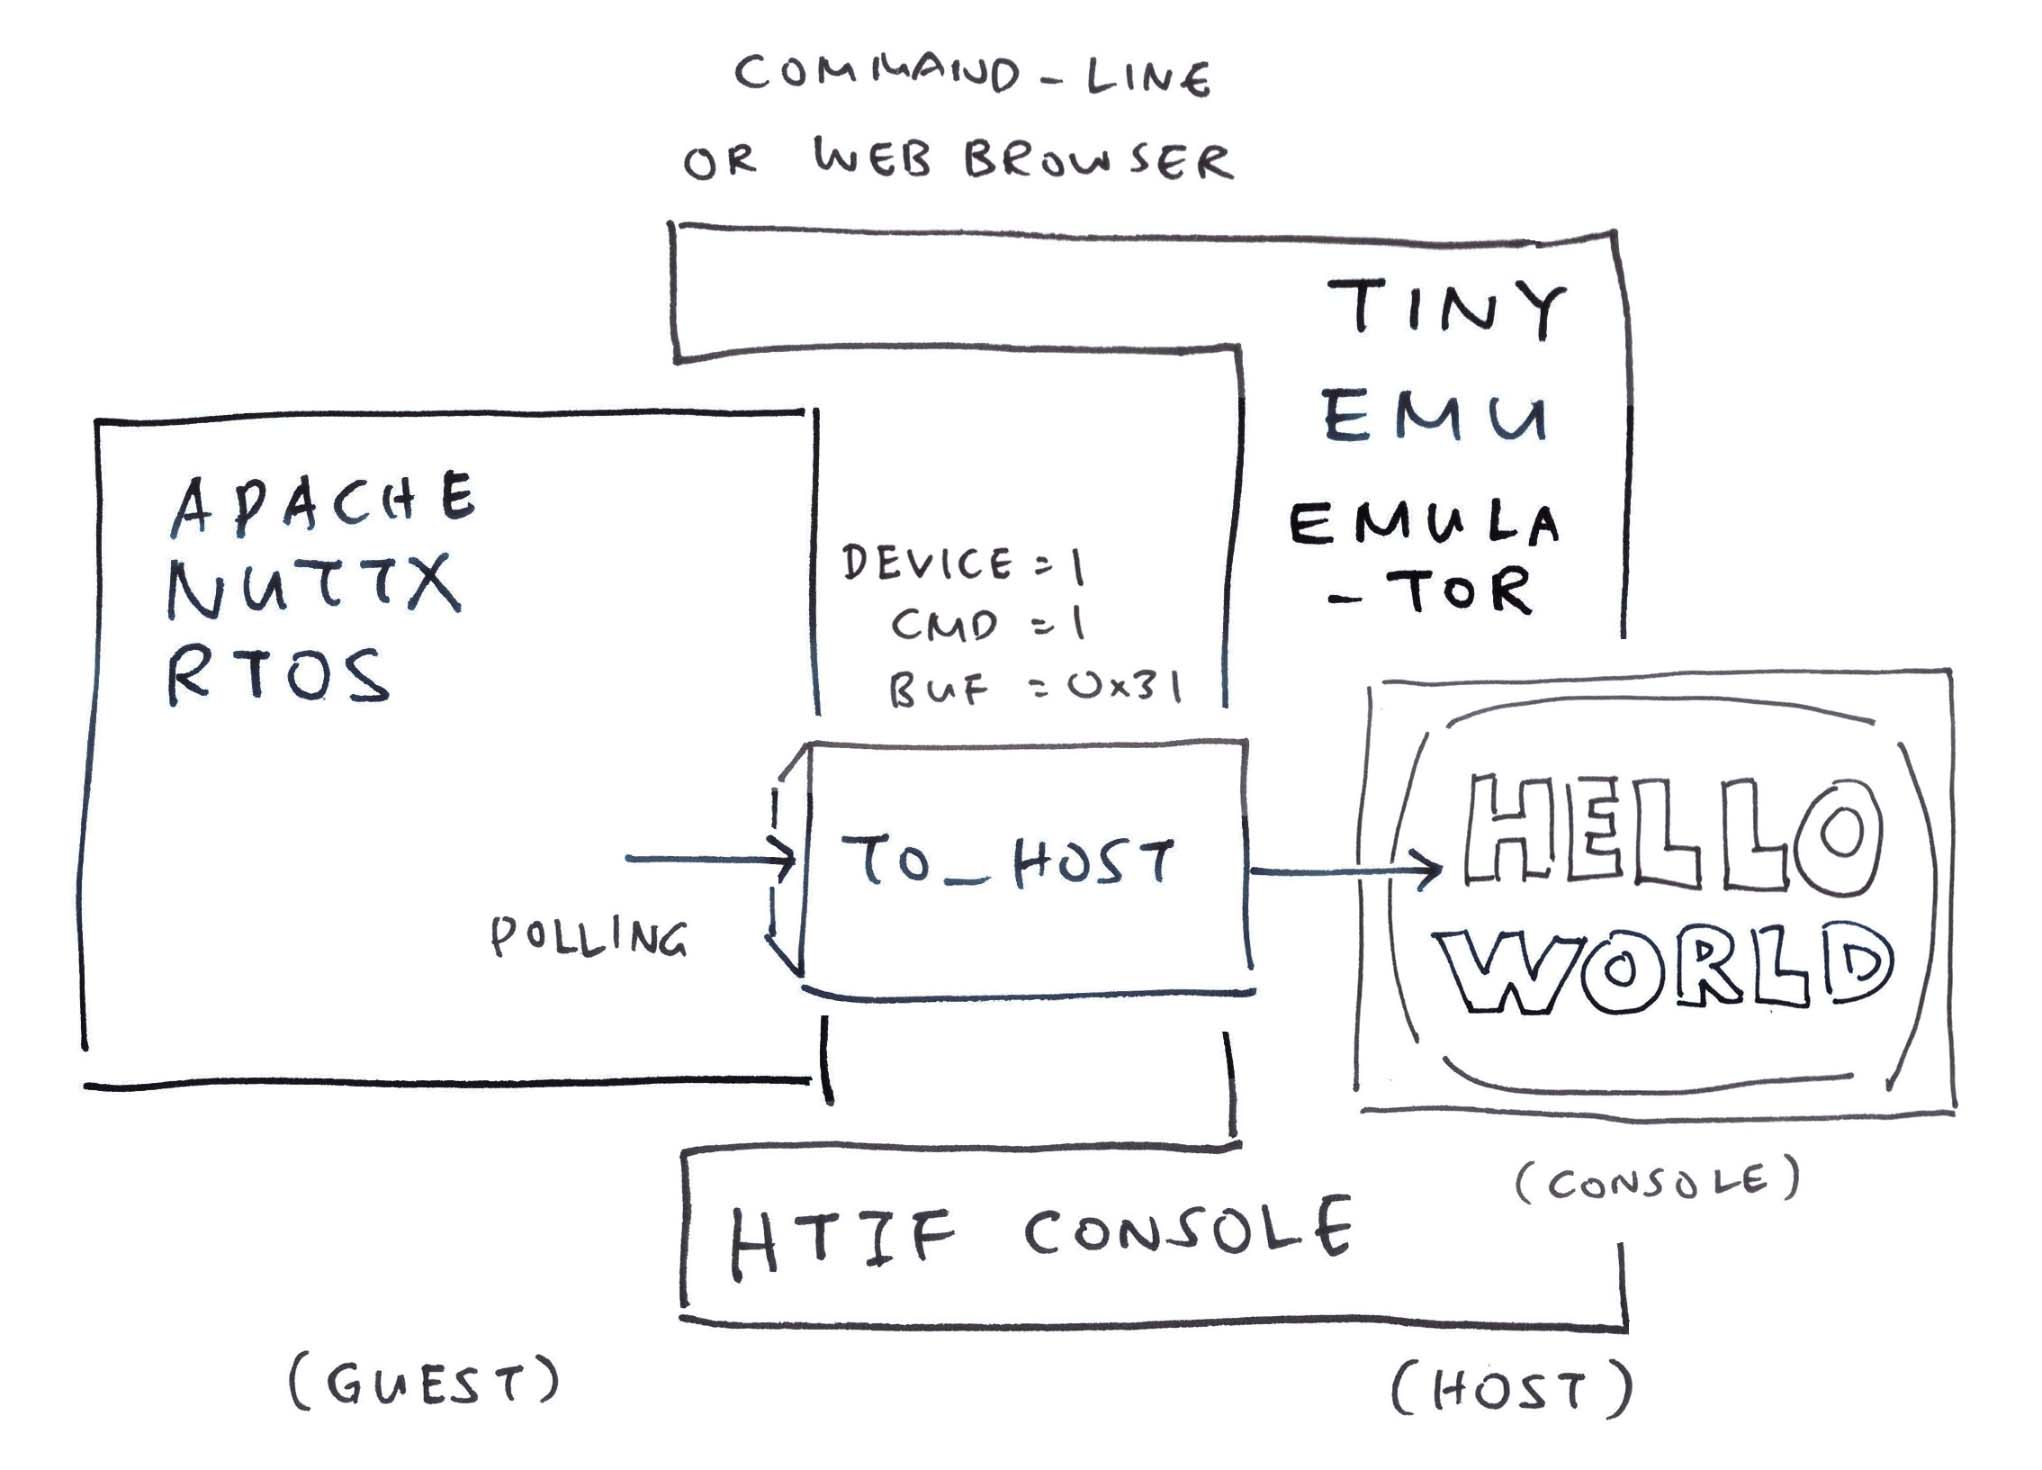 COMMAND-LINE
OR WEB BROWSER
TINY
EMU
EMULA
-TOR
APACHE
NUTTX
RTOS
DEVICE = 1
CMD = 1
BUF = 0x31
TO_HOST
POLLING
HELLO
WORLD
(CONSOLE)
HTIF CONSOLE
(GUEST)
(HOST)